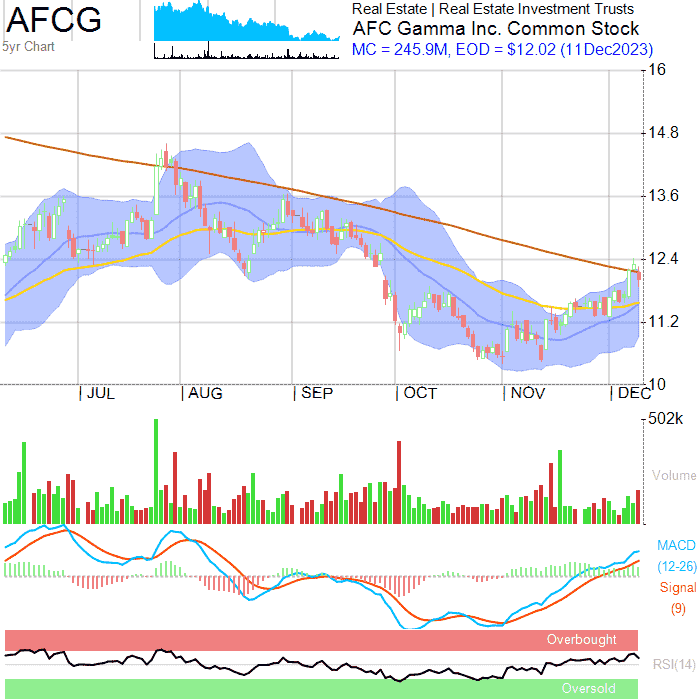 AFCG
5yr Chart
Real Estate | Real Estate Investment Trusts
AFC Gamma Inc. Common Stock
MC = 245.9M, EOD = $12.02 (11Dec2023)
16
14.8
13.6
12.4
11.2
10
| JUL | AUG | SEP | OCT | NOV | DEC
502k
Volume
MACD
(12-26)
Signal
(9)
Overbought
RSI(14)
Oversold